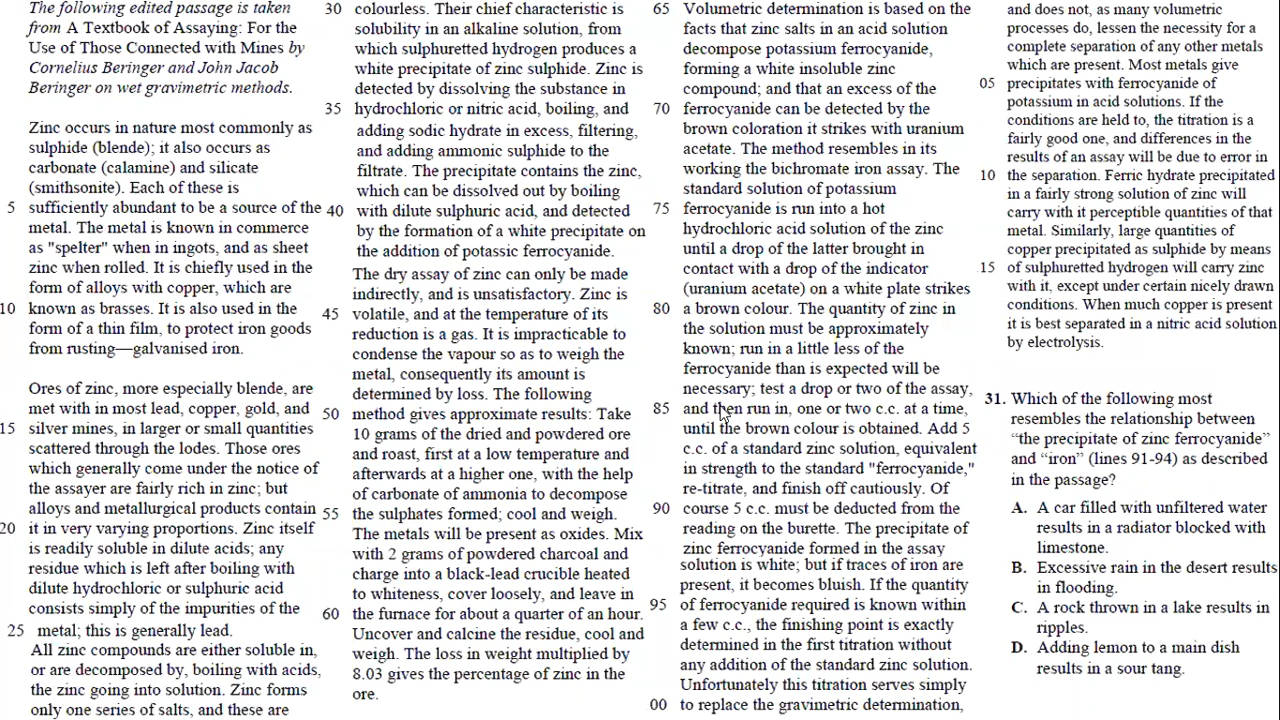 The following edited passage is taken
from A Textbook of Assaying: For the
Use of Those Connected with Mines by
Cornelius Beringer and John Jacob
Beringer on wet gravimetric methods.
Zinc occurs in nature most commonly as
sulphide (blende); it also occurs as
carbonate (calamine) and silicate
(smithsonite). Each of these is
5 sufficiently abundant to be a source of the
metal. The metal is known in commerce
as "spelter" when in ingots, and as sheet
zinc when rolled. It is chiefly used in the
form of alloys with copper, which are
10 known as brasses. It is also used in the
form of a thin film, to protect iron goods
from rusting—galvanised iron.
Ores of zinc, more especially blende, are
met with in most lead, copper, gold, and
15 silver mines, in larger or small quantities
scattered through the lodes. Those ores
which generally come under the notice of
the assayer are fairly rich in zinc; but
alloys and metallurgical products contain
20 it in very varying proportions. Zinc itself
is readily soluble in dilute acids; any
residue which is left after boiling with
dilute hydrochloric or sulphuric acid
consists simply of the impurities of the
25 metal; this is generally lead.
All zinc compounds are either soluble in,
or are decomposed by, boiling with acids,
the zinc going into solution. Zinc forms
only one series of salts, and these are
30 colourless. Their chief characteristic is
solubility in an alkaline solution, from
which sulphuretted hydrogen produces a
white precipitate of zinc sulphide. Zinc is
detected by dissolving the substance in
35 hydrochloric or nitric acid, boiling, and
adding sodic hydrate in excess, filtering,
and adding ammonic sulphide to the
filtrate. The precipitate contains the zinc,
which can be dissolved out by boiling
40 with dilute sulphuric acid, and detected
by the formation of a white precipitate on
the addition of potassic ferrocyanide.
The dry assay of zinc can only be made
indirectly, and is unsatisfactory. Zinc is
45 volatile, and at the temperature of its
reduction is a gas. It is impracticable to
condense the vapour so as to weigh the
metal, consequently its amount is
determined by loss. The following
50 method gives approximate results: Take
10 grams of the dried and powdered ore
and roast, first at a low temperature and
afterwards at a higher one, with the help
of carbonate of ammonia to decompose
55 the sulphates formed; cool and weigh.
The metals will be present as oxides. Mix
with 2 grams of powdered charcoal and
charge into a black-lead crucible heated
to whiteness, cover loosely, and leave in
60 the furnace for about a quarter of an hour.
Uncover and calcine the residue, cool and
weigh. The loss in weight multiplied by
8.03 gives the percentage of zinc in the
ore.
65 Volumetric determination is based on the
facts that zinc salts in an acid solution
decompose potassium ferrocyanide,
forming a white insoluble zinc
compound; and that an excess of the
70 ferrocyanide can be detected by the
brown coloration it strikes with uranium
acetate. The method resembles in its
working the bichromate iron assay. The
standard solution of potassium
75 ferrocyanide is run into a hot
hydrochloric acid solution of the zinc
until a drop of the latter brought in
contact with a drop of the indicator
(uranium acetate) on a white plate strikes
80 a brown colour. The quantity of zinc in
the solution must be approximately
known; run in a little less of the
ferrocyanide than is expected will be
necessary; test a drop or two of the assay,
85 and then run in, one or two c.c. at a time,
until the brown colour is obtained. Add 5
c.c. of a standard zinc solution, equivalent
in strength to the standard "ferrocyanide,"
re-titrate, and finish off cautiously. Of
90 course 5 c.c. must be deducted from the
reading on the burette. The precipitate of
zinc ferrocyanide formed in the assay
solution is white; but if traces of iron are
present, it becomes bluish. If the quantity
95 of ferrocyanide required is known within
a few c.c., the finishing point is exactly
determined in the first titration without
any addition of the standard zinc solution.
Unfortunately this titration serves simply
00 to replace the gravimetric determination,
and does not, as many volumetric
processes do, lessen the necessity for a
complete separation of any other metals
which are present. Most metals give
05 precipitates with ferrocyanide of
potassium in acid solutions. If the
conditions are held to, the titration is a
fairly good one, and differences in the
results of an assay will be due to error in
10 the separation. Ferric hydrate precipitated
in a fairly strong solution of zinc will
carry with it perceptible quantities of that
metal. Similarly, large quantities of
copper precipitated as sulphide by means
15 of sulphuretted hydrogen will carry zinc
with it, except under certain nicely drawn
conditions. When much copper is present
it is best separated in a nitric acid solution
by electrolysis.
31. Which of the following most
resembles the relationship between
“the precipitate of zinc ferrocyanide”
and “iron” (lines 91-94) as described
in the passage?
A. A car filled with unfiltered water
results in a radiator blocked with
limestone.
B. Excessive rain in the desert results
in flooding.
C. A rock thrown in a lake results in
ripples.
D. Adding lemon to a main dish
results in a sour tang.